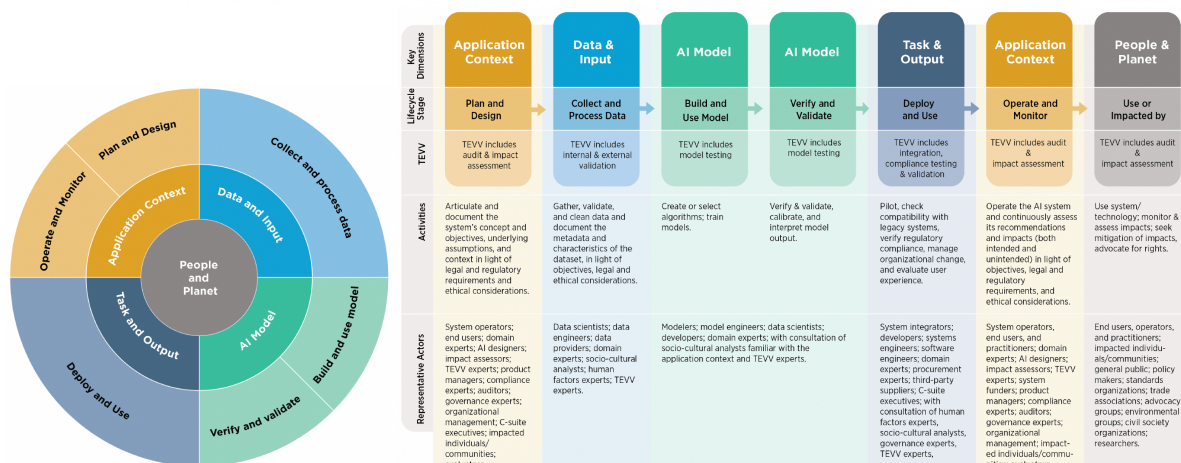 Plan and Design
Operate and Monitor
Collect and process data
Application Context
Data and Input
People
and
Planet
Task and Output
AI Model
Build and use model
Deploy and Use
Verify and validate
Key
Dimensions
Application
Context
Data &
Input
AI Model
AI Model
Task &
Output
Application
Context
People &
Planet
Lifecycle
Stage
Plan and
Design
Collect and
Process Data
Build and
Use Model
Verify and
Validate
Deploy
and Use
Operate and
Monitor
Use or
Impacted by
TEVV
TEVV includes
audit & impact
assessment
TEVV includes
internal & external
validation
TEVV includes
model testing
TEVV includes
model testing
TEVV includes
integration,
compliance testing
& validation
TEVV includes audit
&
impact assessment
TEVV includes audit
&
impact assessment
Activities
Articulate and
document the
system's concept and
objectives, underlying
assumptions, and
context in light of
legal and regulatory
requirements and
ethical considerations.
Gather, validate,
and clean data and
document the
metadata and
characteristics of the
dataset, in light of
objectives, legal and
ethical considerations.
Create or select
algorithms; train
models.
Verify & validate,
calibrate, and
interpret model
output.
Pilot, check
compatibility with
legacy systems,
verify regulatory
compliance, manage
organizational change,
and evaluate user
experience.
Operate the AI system
and continuously assess
its recommendations
and impacts (both
intended and
unintended) in light of
objectives, legal and
regulatory
requirements, and
ethical considerations.
Use system/
technology; monitor &
assess impacts; seek
mitigation of impacts,
advocate for rights.
Representative Actors
System operators;
end users; domain
experts; AI designers;
impact assessors;
TEVV experts; product
managers; compliance
experts; auditors;
governance experts;
organizational
management; C-suite
executives; impacted
individuals/
communities;
Data scientists; data
engineers; data
providers; domain
experts; socio-cultural
analysts; human
factors experts; TEVV
experts.
Modelers; model engineers; data scientists;
developers; domain experts; with consultation of
socio-cultural analysts familiar with the
application context and TEVV experts.
System integrators;
developers; systems
engineers; software
engineers; domain
experts; procurement
experts; third-party
suppliers; C-suite
executives; with
consultation of human
factors experts,
socio-cultural analysts,
governance experts,
TEVV experts,
System operators,
end users, and
practitioners; domain
experts; AI designers;
impact assessors; TEVV
experts; system
funders; product
managers; compliance
experts; auditors;
governance experts;
organizational
management; impact-
ed individuals/commu-
End users, operators,
and practitioners;
impacted individu-
als/communities;
general public; policy
makers; standards
organizations; trade
associations; advocacy
groups; environmental
groups; civil society
organizations;
researchers.